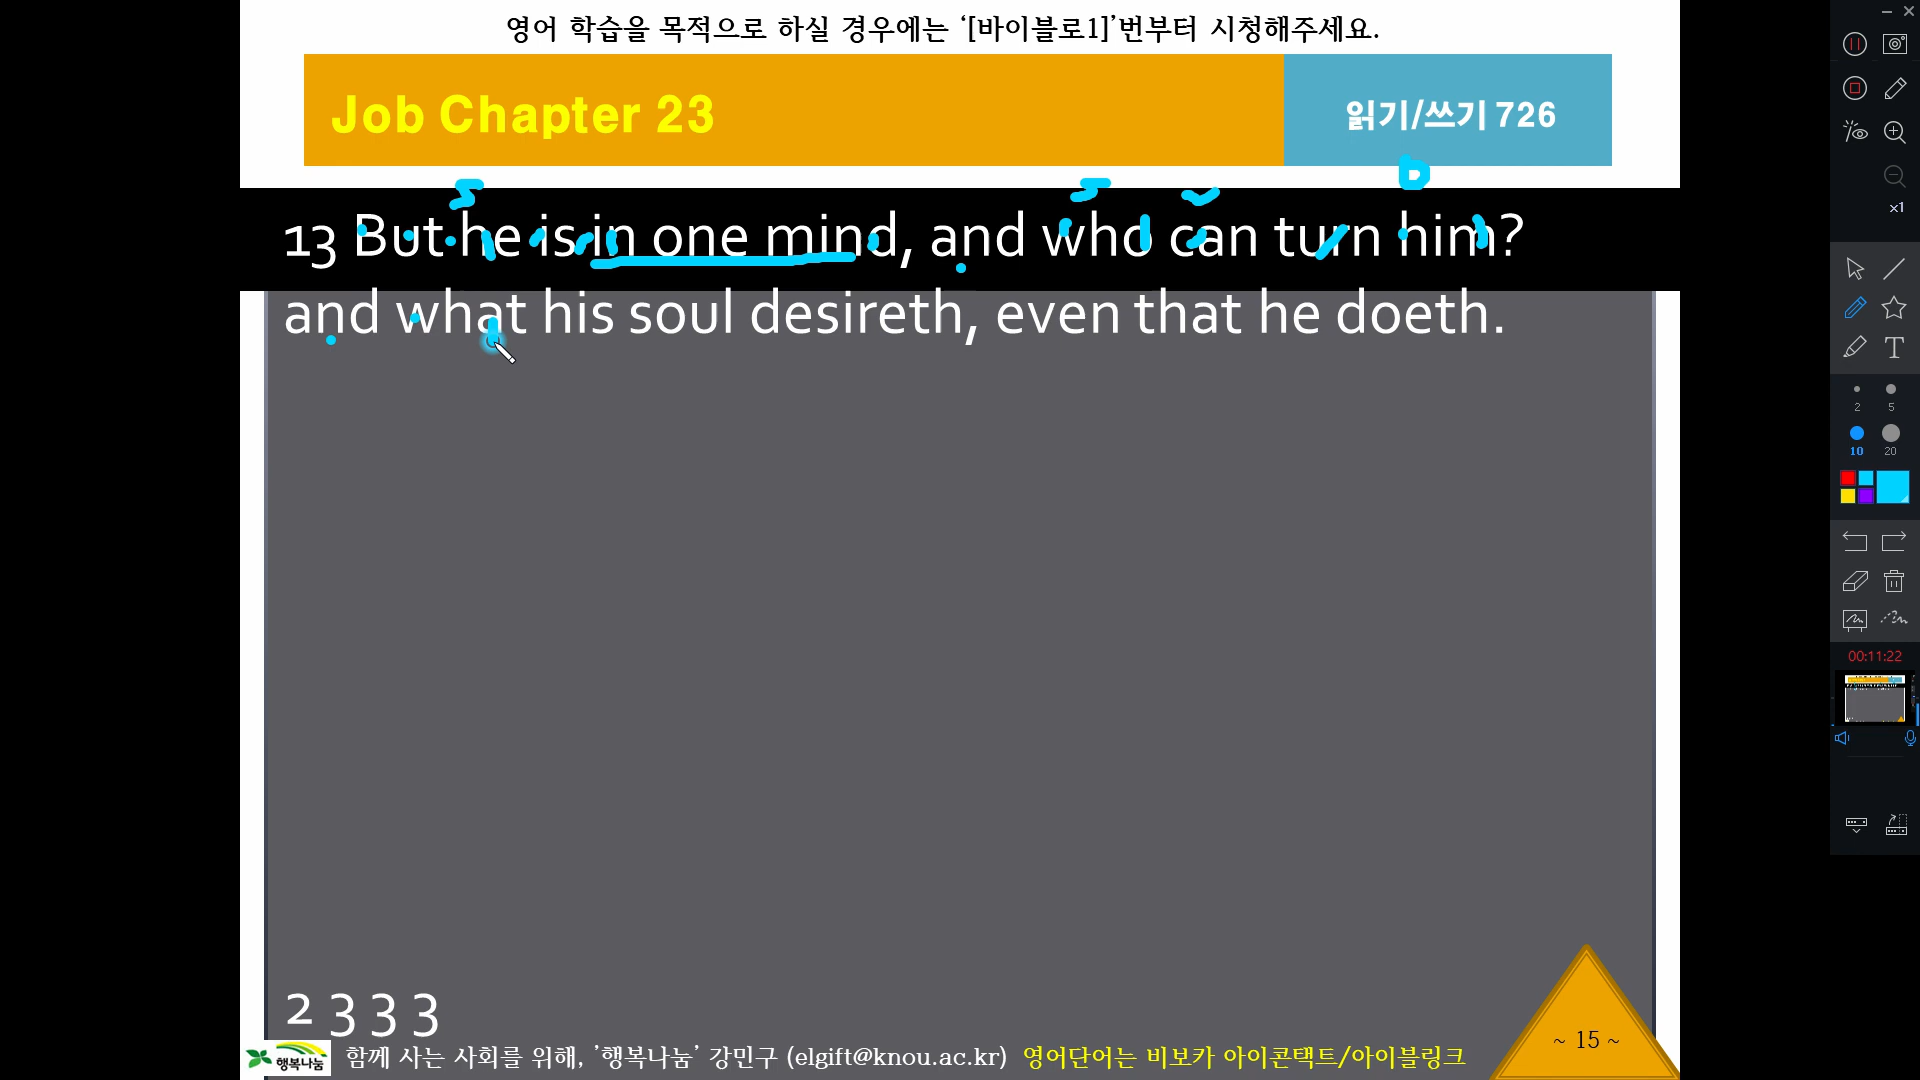 영어 학습을 목적으로 하실 경우에는 ‘[바이블로1]’번부터 시청해주세요.
Job Chapter 23
읽기/쓰기 726
13 But he is in one mind, and who can turn him?
and what his soul desireth, even that he doeth.
2 3 3 3
행복나눔 함께 사는 사회를 위해, ’행복나눔’ 강민구 (elgift@knou.ac.kr) 영어단어는 비보카 아이콘택트/아이블링크
~ 15 ~
x1
T
2 5
10 20
00:11:22